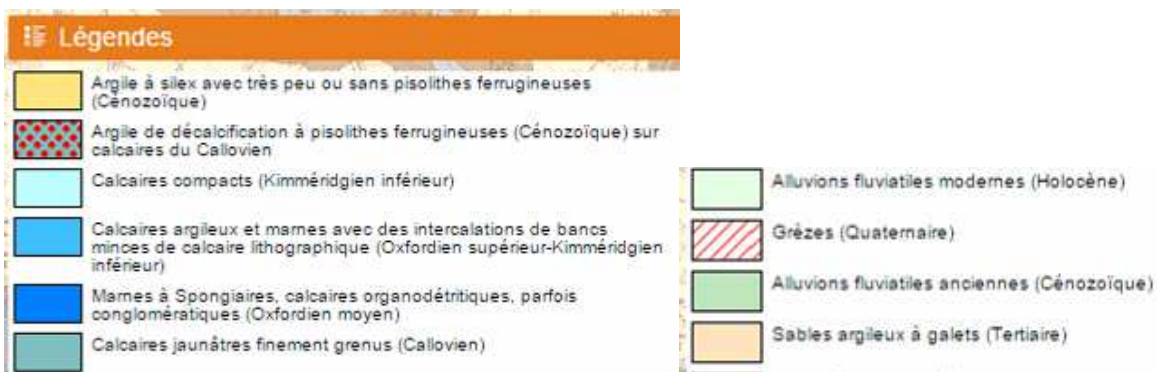 Légendes
Argile à silex avec très peu ou sans pisolithes ferrugineuses
(Cénozoïque)
Argile de décalcification à pisolithes ferrugineuses (Cénozoïque) sur
calcaires du Callovien
Calcaires compacts (Kimméridgien inférieur)
Calcaires argileux et marnes avec des intercalations de bancs
minces de calcaire lithographique (Oxfordien supérieur-Kimméridgien
inférieur)
Marnes à Spongiaires, calcaires organodétritiques, parfois
conglomératiques (Oxfordien moyen)
Calcaires jaunâtres finement grenus (Callovien)
Alluvions fluviatiles modernes (Holocène)
Grèzes (Quaternaire)
Alluvions fluviatiles anciennes (Cénozoïque)
Sables argileux à galets (Tertiaire)